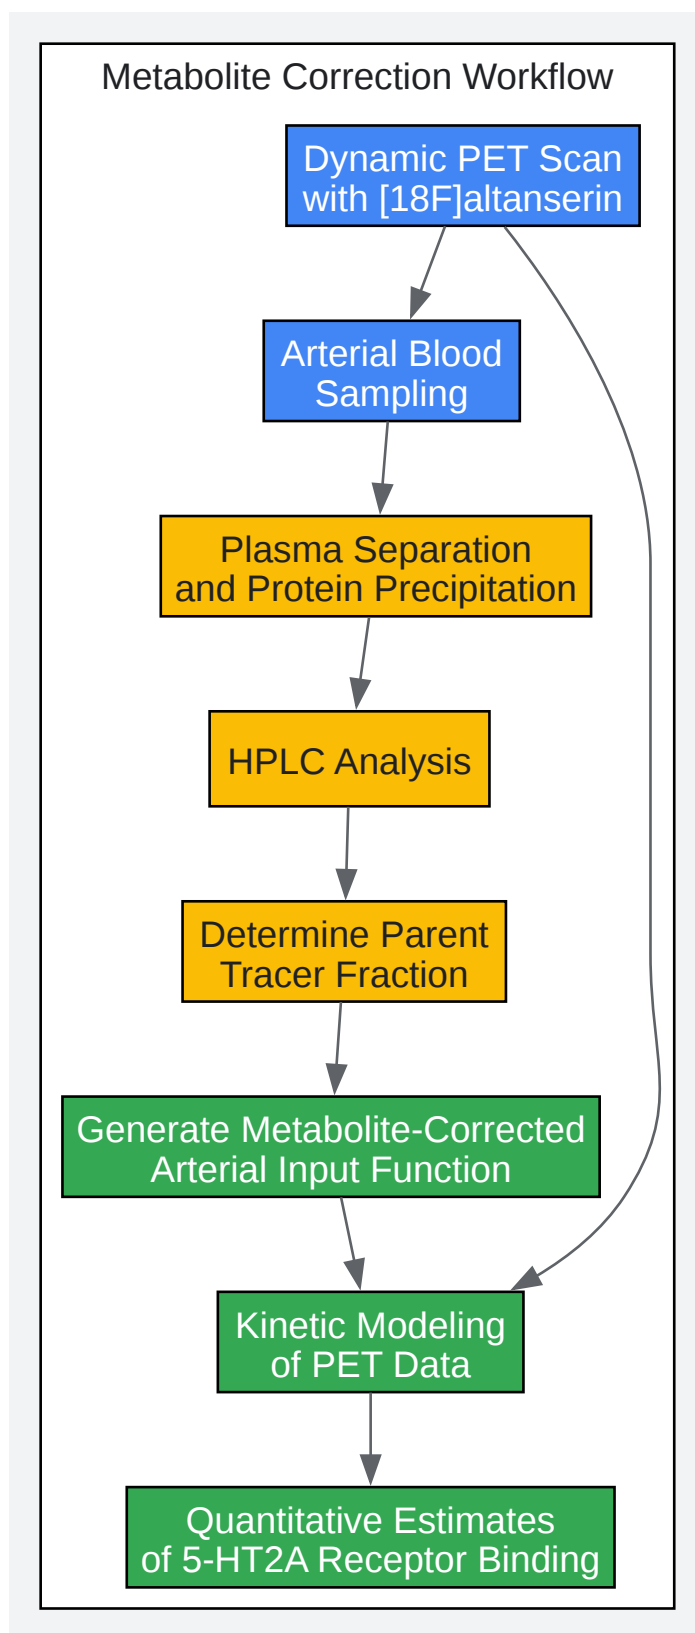 Metabolite Correction Workflow
Dynamic PET Scan
with [18F]altanserin
Arterial Blood
Sampling
Plasma Separation
and Protein Precipitation
HPLC Analysis
Determine Parent
Tracer Fraction
Generate Metabolite-Corrected
Arterial Input Function
Kinetic Modeling
of PET Data
Quantitative Estimates
of 5-HT2A Receptor Binding